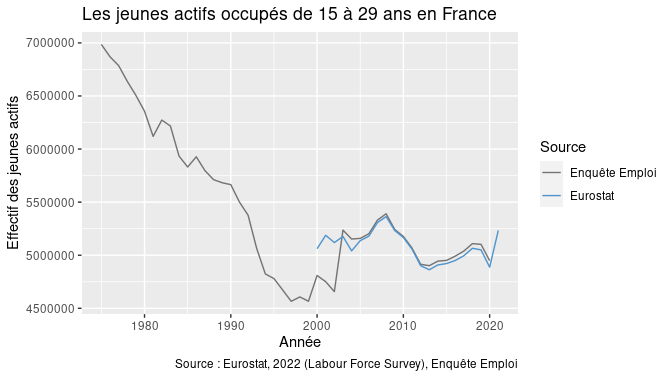 Les jeunes actifs occupés de 15 à 29 ans en France
Effectif des jeunes actifs
7000000
6500000
6000000
5500000
5000000
4500000
1980
1990
2000
2010
2020
Année
Source
Enquête Emploi
Eurostat
Source : Eurostat, 2022 (Labour Force Survey), Enquête Emploi